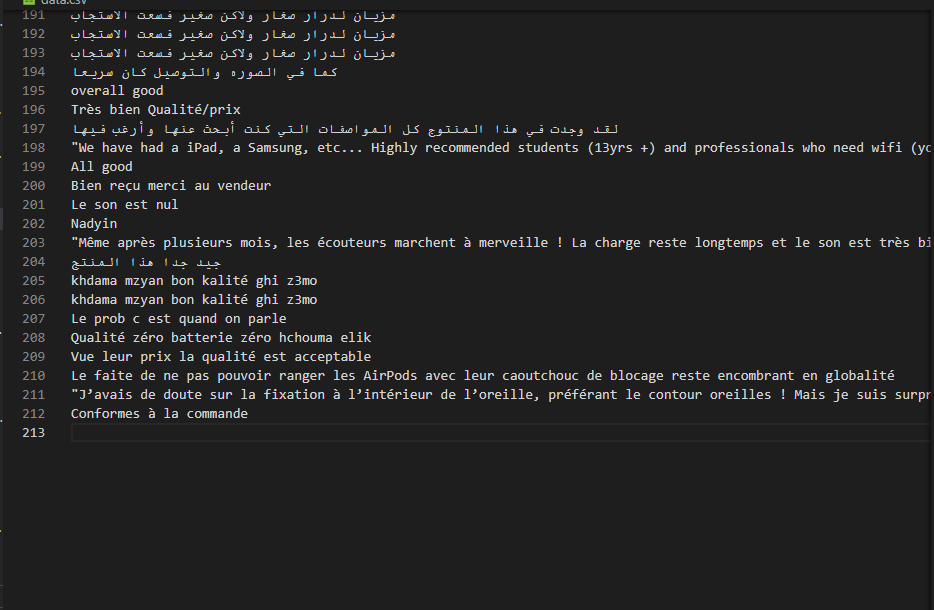 data.csv
191 مزيان لدرار صغار ولاكن صغير فسعت الاستجاب
192 مزيان لدرار صغار ولاكن صغير فسعت الاستجاب
193 مزيان لدرار صغار ولاكن صغير فسعت الاستجاب
194 كما في الصوره والتوصيل كان سريعا
195 overall good
196 Très bien Qualité/prix
197 لقد وجدت في هذا المنتوج كل المواصفات التي كنت أبحث عنها وأرغب فيها
198 "We have had a iPad, a Samsung, etc... Highly recommended students (13yrs +) and professionals who need wifi (yo
199 All good
200 Bien reçu merci au vendeur
201 Le son est nul
202 Nadyin
203 "Même après plusieurs mois, les écouteurs marchent à merveille ! La charge reste longtemps et le son est très bi
204 جيد جدا هذا المنتج
205 khdama mzyan bon kalité ghi z3mo
206 khdama mzyan bon kalité ghi z3mo
207 Le prob c est quand on parle
208 Qualité zéro batterie zéro hchouma elik
209 Vue leur prix la qualité est acceptable
210 Le faite de ne pas pouvoir ranger les AirPods avec leur caoutchouc de blocage reste encombrant en globalité
211 "J’avais de doute sur la fixation à l’intérieur de l’oreille, préférant le contour oreilles ! Mais je suis surpr
212 Conformes à la commande
213